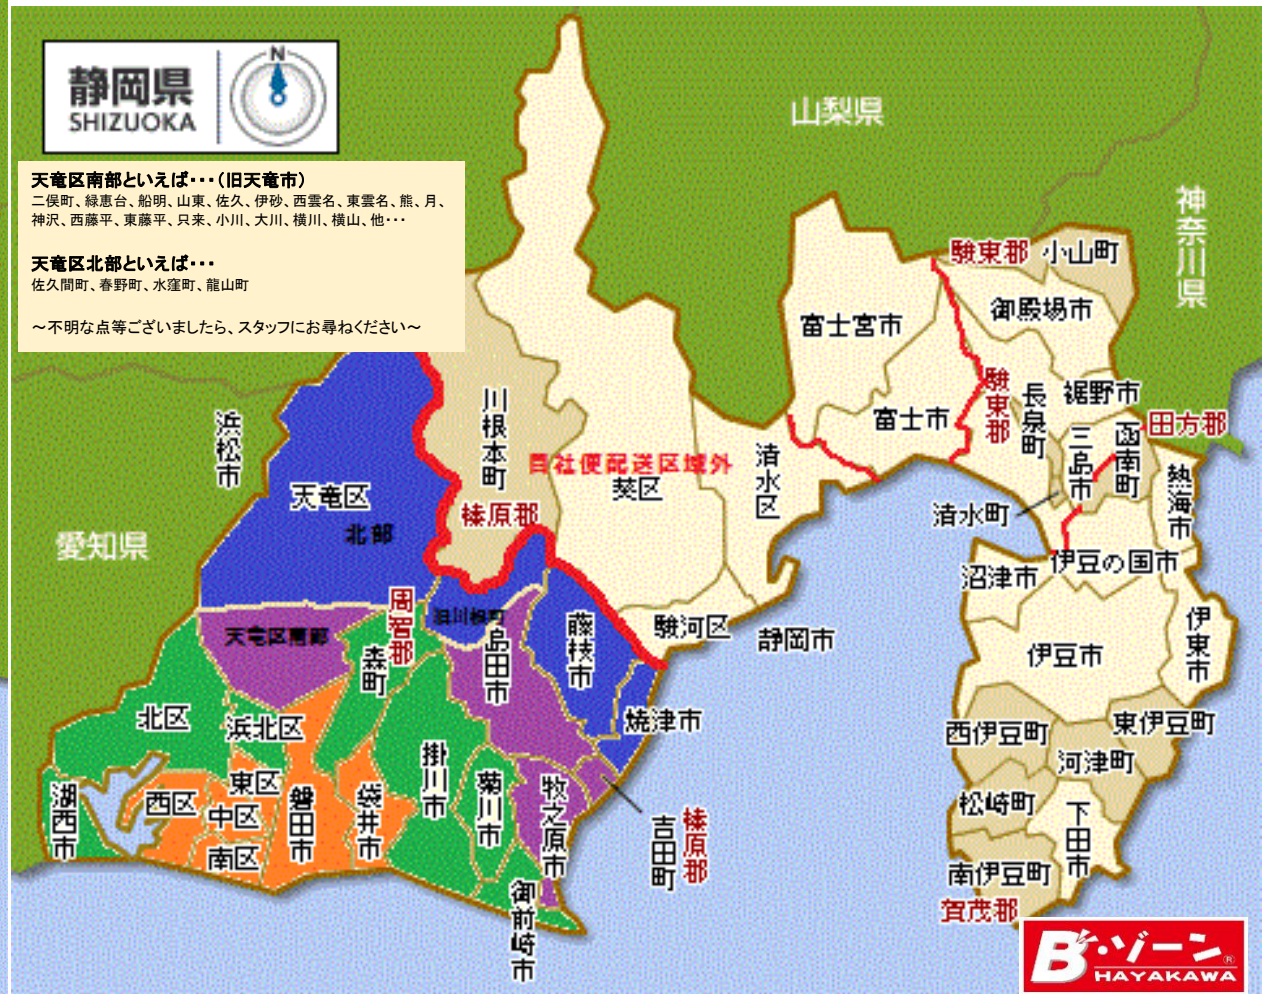 静岡県
SHIZUOKA
N
天竜区南部といえば･･･（旧天竜市）
二俣町、緑恵台、船明、山東、佐久、伊砂、西雲名、東雲名、熊、月、
神沢、西藤平、東藤平、只来、小川、大川、横川、横山、他･･･
天竜区北部といえば･･･
佐久間町、春野町、水窪町、龍山町
～不明な点等ございましたら、スタッフにお尋ねください～
山梨県
神奈川県
愛知県
駿東郡
小山町
御殿場市
富士宮市
富士市
駿東郡
長泉町
裾野市
田方郡
三島市
函南町
熱海市
清水町
沼津市
伊豆の国市
伊豆市
伊東市
西伊豆町
東伊豆町
河津町
松崎町
下田市
南伊豆町
賀茂郡
川根本町
榛原郡
自社便配送区域外
葵区
清水区
駿河区
静岡市
浜松市
天竜区
北部
周智郡
旧川根町
天竜区南部
森町
島田市
藤枝市
焼津市
北区
浜北区
東区
西区
中区
南区
湖西市
磐田市
袋井市
掛川市
菊川市
牧之原市
吉田町
榛原郡
御前崎市
B・ゾーン®
HAYAKAWA